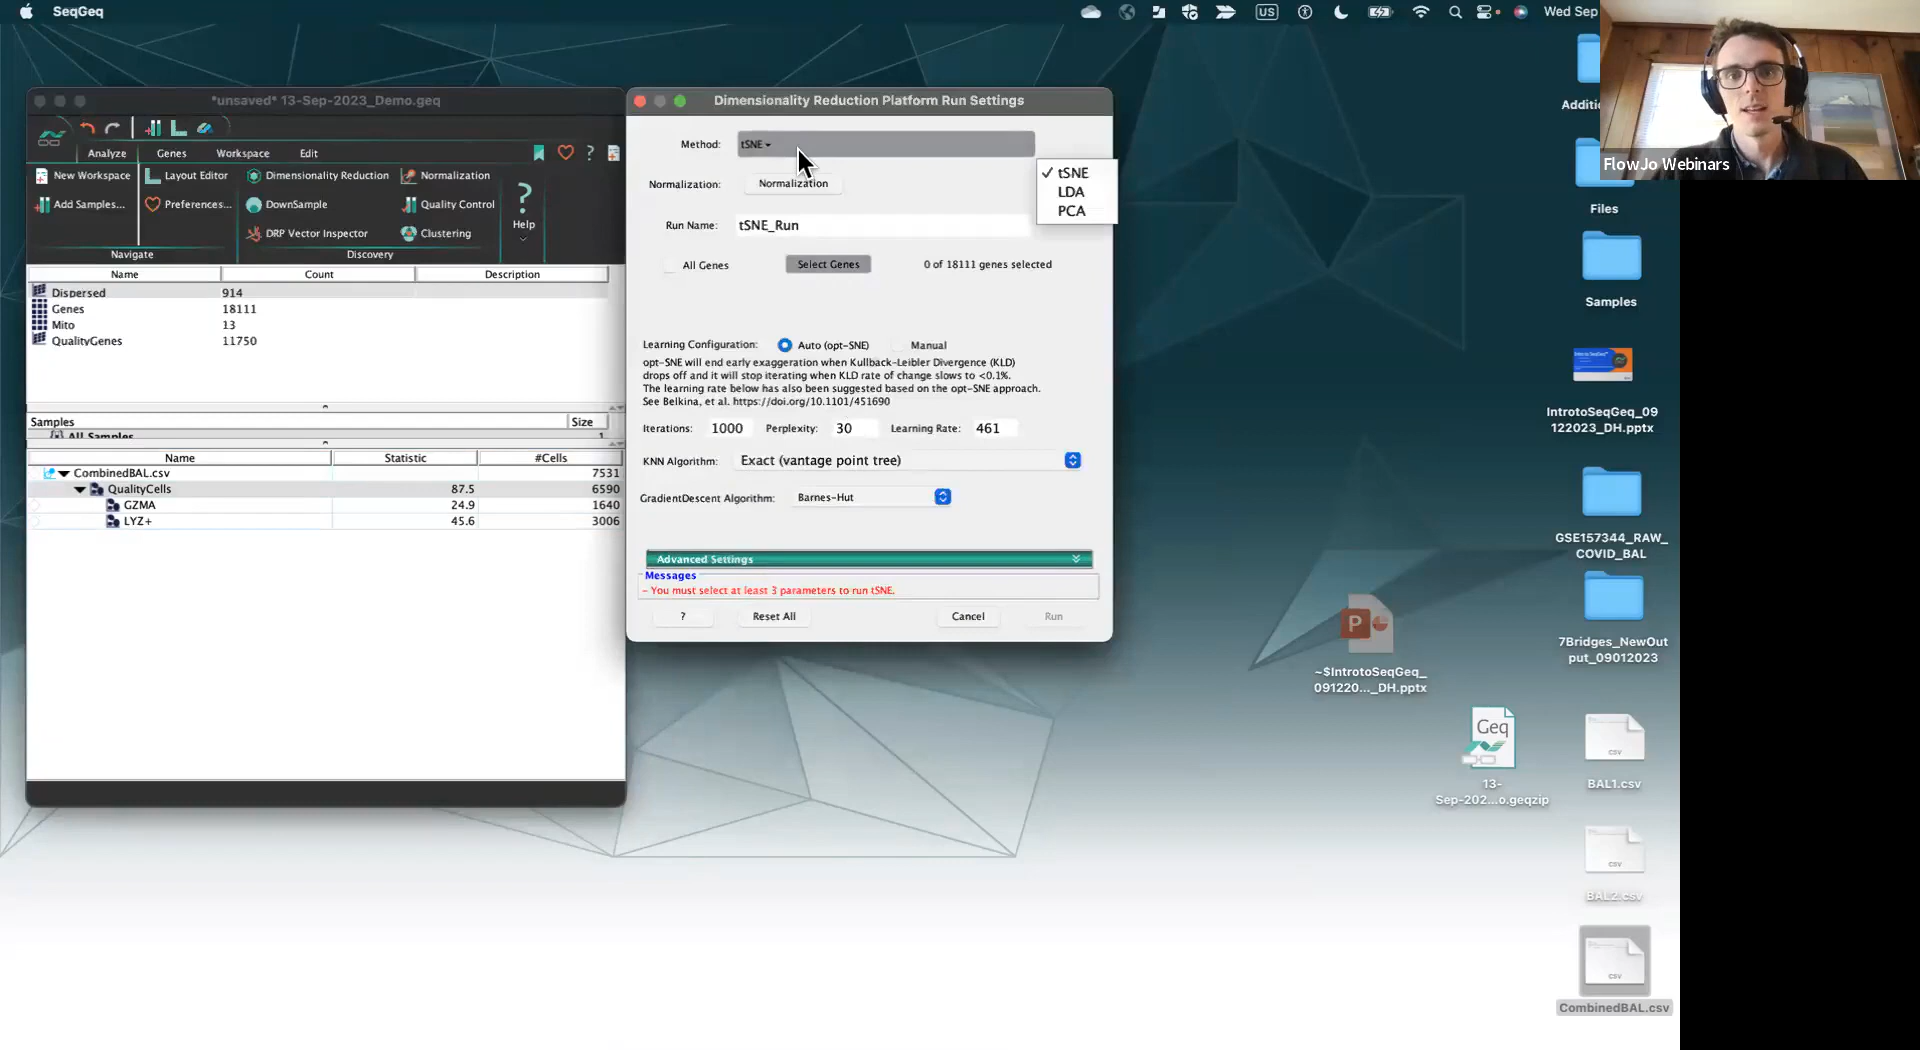 SeqGeq
US
Wed Sep
*unsaved* 13-Sep-2023_Demo.geq
Analyze
Genes
Workspace
Edit
?
New Workspace
Layout Editor
Dimensionality Reduction
Normalization
Add Samples...
Preferences...
DownSample
Quality Control
DRP Vector Inspector
Clustering
?
Help
Navigate
Discovery
Name Count Description
Dispersed 914
Genes 18111
Mito 13
QualityGenes 11750
Samples Size
All Samples 1
Name Statistic #Cells
CombinedBAL.csv 7531
QualityCells 87.5 6590
GZMA 24.9 1640
LYZ+ 45.6 3006
Dimensionality Reduction Platform Run Settings
Method: tSNE
✓ tSNE
LDA
PCA
Normalization: Normalization
Run Name: tSNE_Run
All Genes Select Genes 0 of 18111 genes selected
Learning Configuration: Auto (opt-SNE) Manual
opt-SNE will end early exaggeration when Kullback-Leibler Divergence (KLD)
drops off and it will stop iterating when KLD rate of change slows to <0.1%.
The learning rate below has also been suggested based on the opt-SNE approach.
See Belkina, et al. https://doi.org/10.1101/451690
Iterations: 1000 Perplexity: 30 Learning Rate: 461
KNN Algorithm: Exact (vantage point tree)
GradientDescent Algorithm: Barnes-Hut
Advanced Settings
Messages
- You must select at least 3 parameters to run tSNE.
? Reset All Cancel Run
FlowJo Webinars
Additi
Files
Samples
IntrotoSeqGeq_09
122023_DH.pptx
GSE157344_RAW_
COVID_BAL
7Bridges_NewOut
put_09012023
P
~$IntrotoSeqGeq_
091220..._DH.pptx
Geq
13-
Sep-202...o.geqzip
CSV
BAL1.csv
BAL2.csv
CSV
CombinedBAL.csv